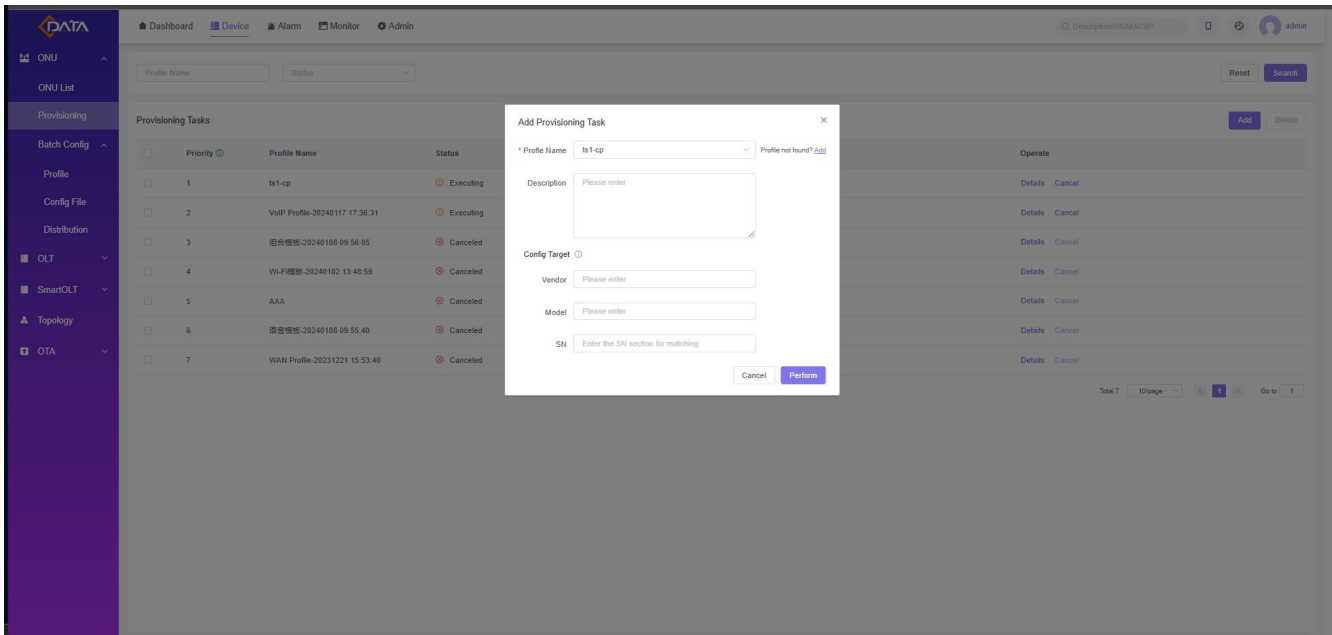 DATA
Dashboard Device Alarm Monitor Admin Description/SN/MAC/IP admin
ONU
ONU List
Provisioning
Batch Config
Profile
Config File
Distribution
OLT
SmartOLT
Topology
OTA
Profile Name Status Reset Search
Provisioning Tasks Add Delete
Priority Profile Name Status Operate
1 ts1-cp Executing Details Cancel
2 VoIP Profile-20240117 17:36:31 Executing Details Cancel
3 组合模板-20240108 09:56:05 Canceled Details Cancel
4 Wi-Fi模板-20240102 13:48:59 Canceled Details Cancel
5 AAA Canceled Details Cancel
6 语音模板-20240108 09:55:40 Canceled Details Cancel
7 WAN Profile-20231221 15:53:40 Canceled Details Cancel
Total 7 10/page < 1 > Go to 1
Add Provisioning Task ×
* Profle Name ts1-cp Profile not found? Add
Description Please enter
Config Target
Vendor Please enter
Model Please enter
SN Enter the SN section for matching
Cancel Perform